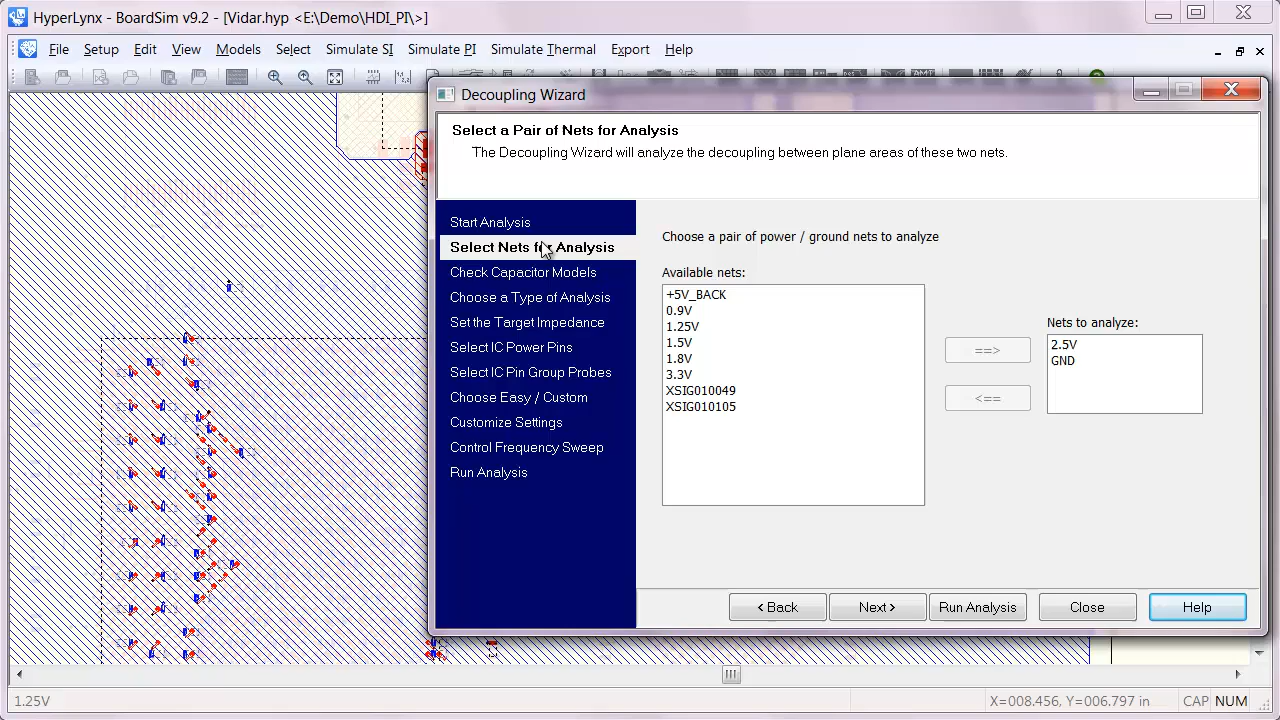 HyperLynx - BoardSim v9.2 - [Vidar.hyp <E:\Demo\HDI_PI\>]
File Setup Edit View Models Select Simulate SI Simulate PI Simulate Thermal Export Help
Decoupling Wizard
Select a Pair of Nets for Analysis
The Decoupling Wizard will analyze the decoupling between plane areas of these two nets.
Start Analysis
Select Nets for Analysis
Check Capacitor Models
Choose a Type of Analysis
Set the Target Impedance
Select IC Power Pins
Select IC Pin Group Probes
Choose Easy / Custom
Customize Settings
Control Frequency Sweep
Run Analysis
Choose a pair of power / ground nets to analyze
Available nets:
+5V_BACK
0.9V
1.25V
1.5V
1.8V
3.3V
XSIG010049
XSIG010105
==>
<==
Nets to analyze:
2.5V
GND
< Back Next > Run Analysis Close Help
1.25V X=008.456, Y=006.797 in CAP NUM